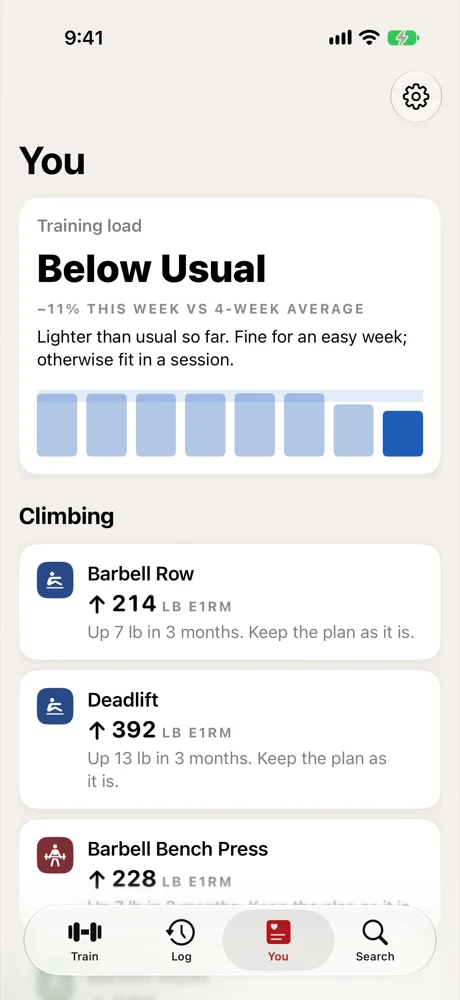 9:41
You
Training load
Below Usual
−11% THIS WEEK VS 4-WEEK AVERAGE
Lighter than usual so far. Fine for an easy week;
otherwise fit in a session.
Climbing
Barbell Row
↑ 214 LB E1RM
Up 7 lb in 3 months. Keep the plan as it is.
Deadlift
↑ 392 LB E1RM
Up 13 lb in 3 months. Keep the plan as
it is.
Barbell Bench Press
↑ 228 LB E1RM
Train
Log
You
Search